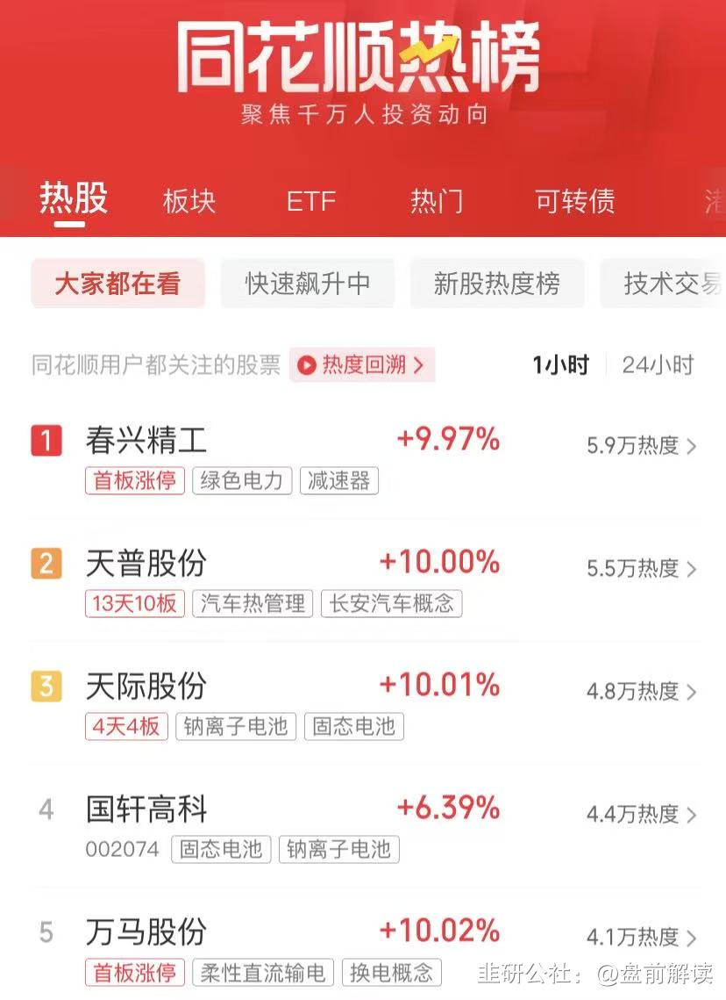 同花顺热榜
聚焦千万人投资动向
热股 板块 ETF 热门 可转债 港
大家都在看 快速飙升中 新股热度榜 技术交易
同花顺用户都关注的股票 热度回溯 > 1小时 24小时
1 春兴精工 +9.97% 5.9万热度 >
首板涨停 绿色电力 减速器
2 天普股份 +10.00% 5.5万热度 >
13天10板 汽车热管理 长安汽车概念
3 天际股份 +10.01% 4.8万热度 >
4天4板 钠离子电池 固态电池
4 国轩高科 +6.39% 4.4万热度 >
002074 固态电池 钠离子电池
5 万马股份 +10.02% 4.1万热度 >
首板涨停 柔性直流输电 换电概念
韭研公社：@盘前解读